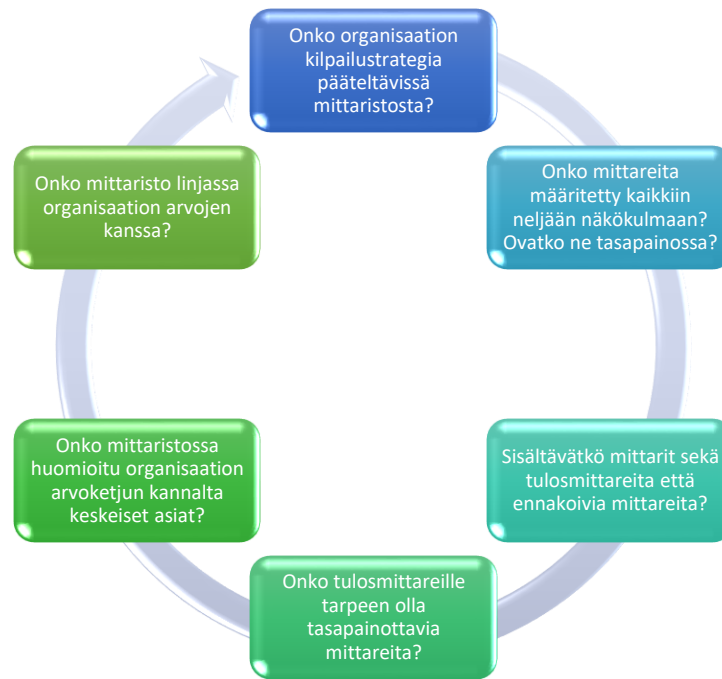 Onko organisaation
kilpailustrategia
pääteltävissä
mittaristosta?
Onko mittareita
määritetty kaikkiin
neljään näkökulmaan?
Ovatko ne tasapainossa?
Sisältävätkö mittarit sekä
tulosmittareita että
ennakoivia mittareita?
Onko tulosmittareille
tarpeen olla
tasapainottavia
mittareita?
Onko mittaristossa
huomioitu organisaation
arvoketjun kannalta
keskeiset asiat?
Onko mittaristo linjassa
organisaation arvojen
kanssa?